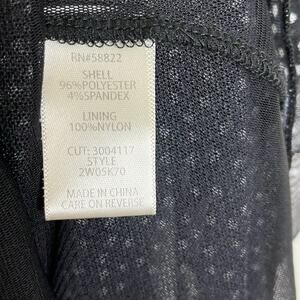 RN#58822
SHELL
96%POLYESTER
4%SPANDEX
LINING
100%NYLON
CUT: 3004117
STYLE
2W05K70
MADE IN CHINA
CARE ON REVERSE